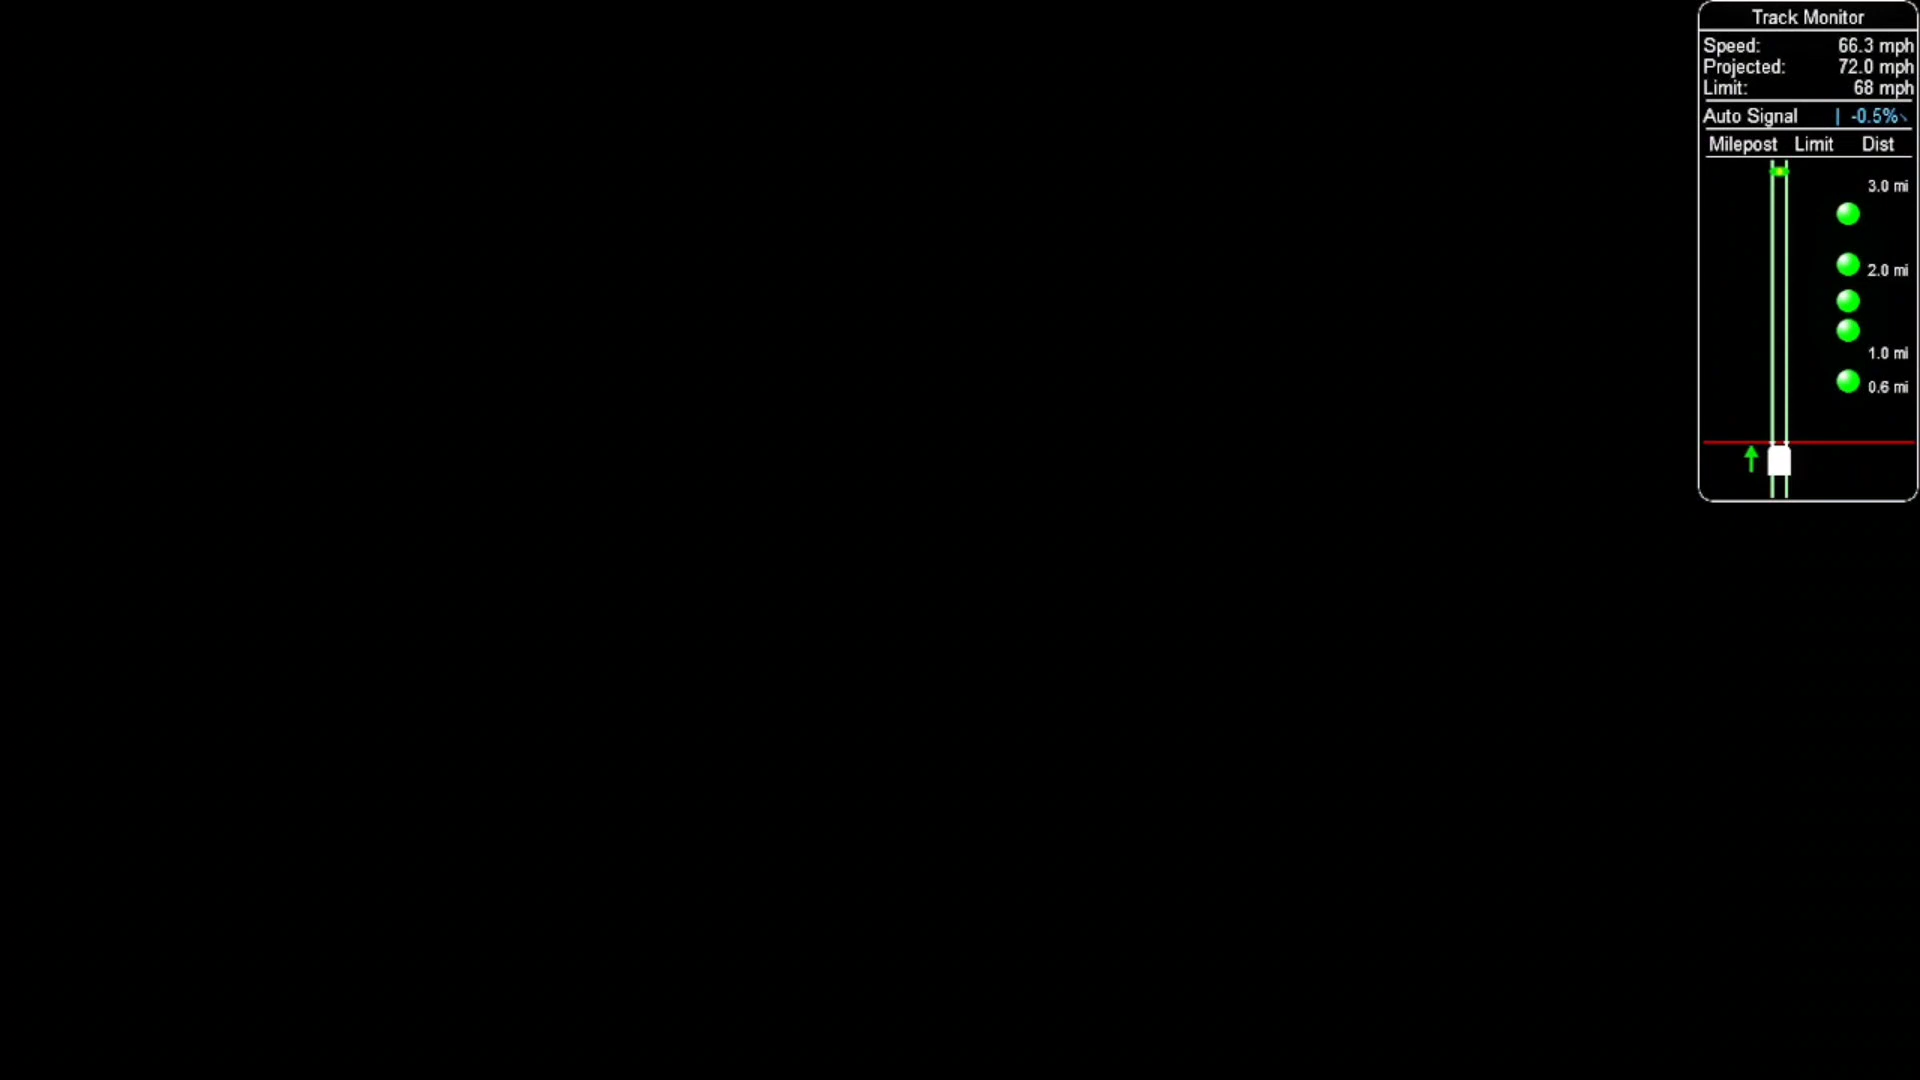 Track Monitor
Speed: 66.3 mph
Projected: 72.0 mph
Limit: 68 mph
Auto Signal | -0.5%
Milepost Limit Dist
3.0 mi
2.0 mi
1.0 mi
0.6 mi